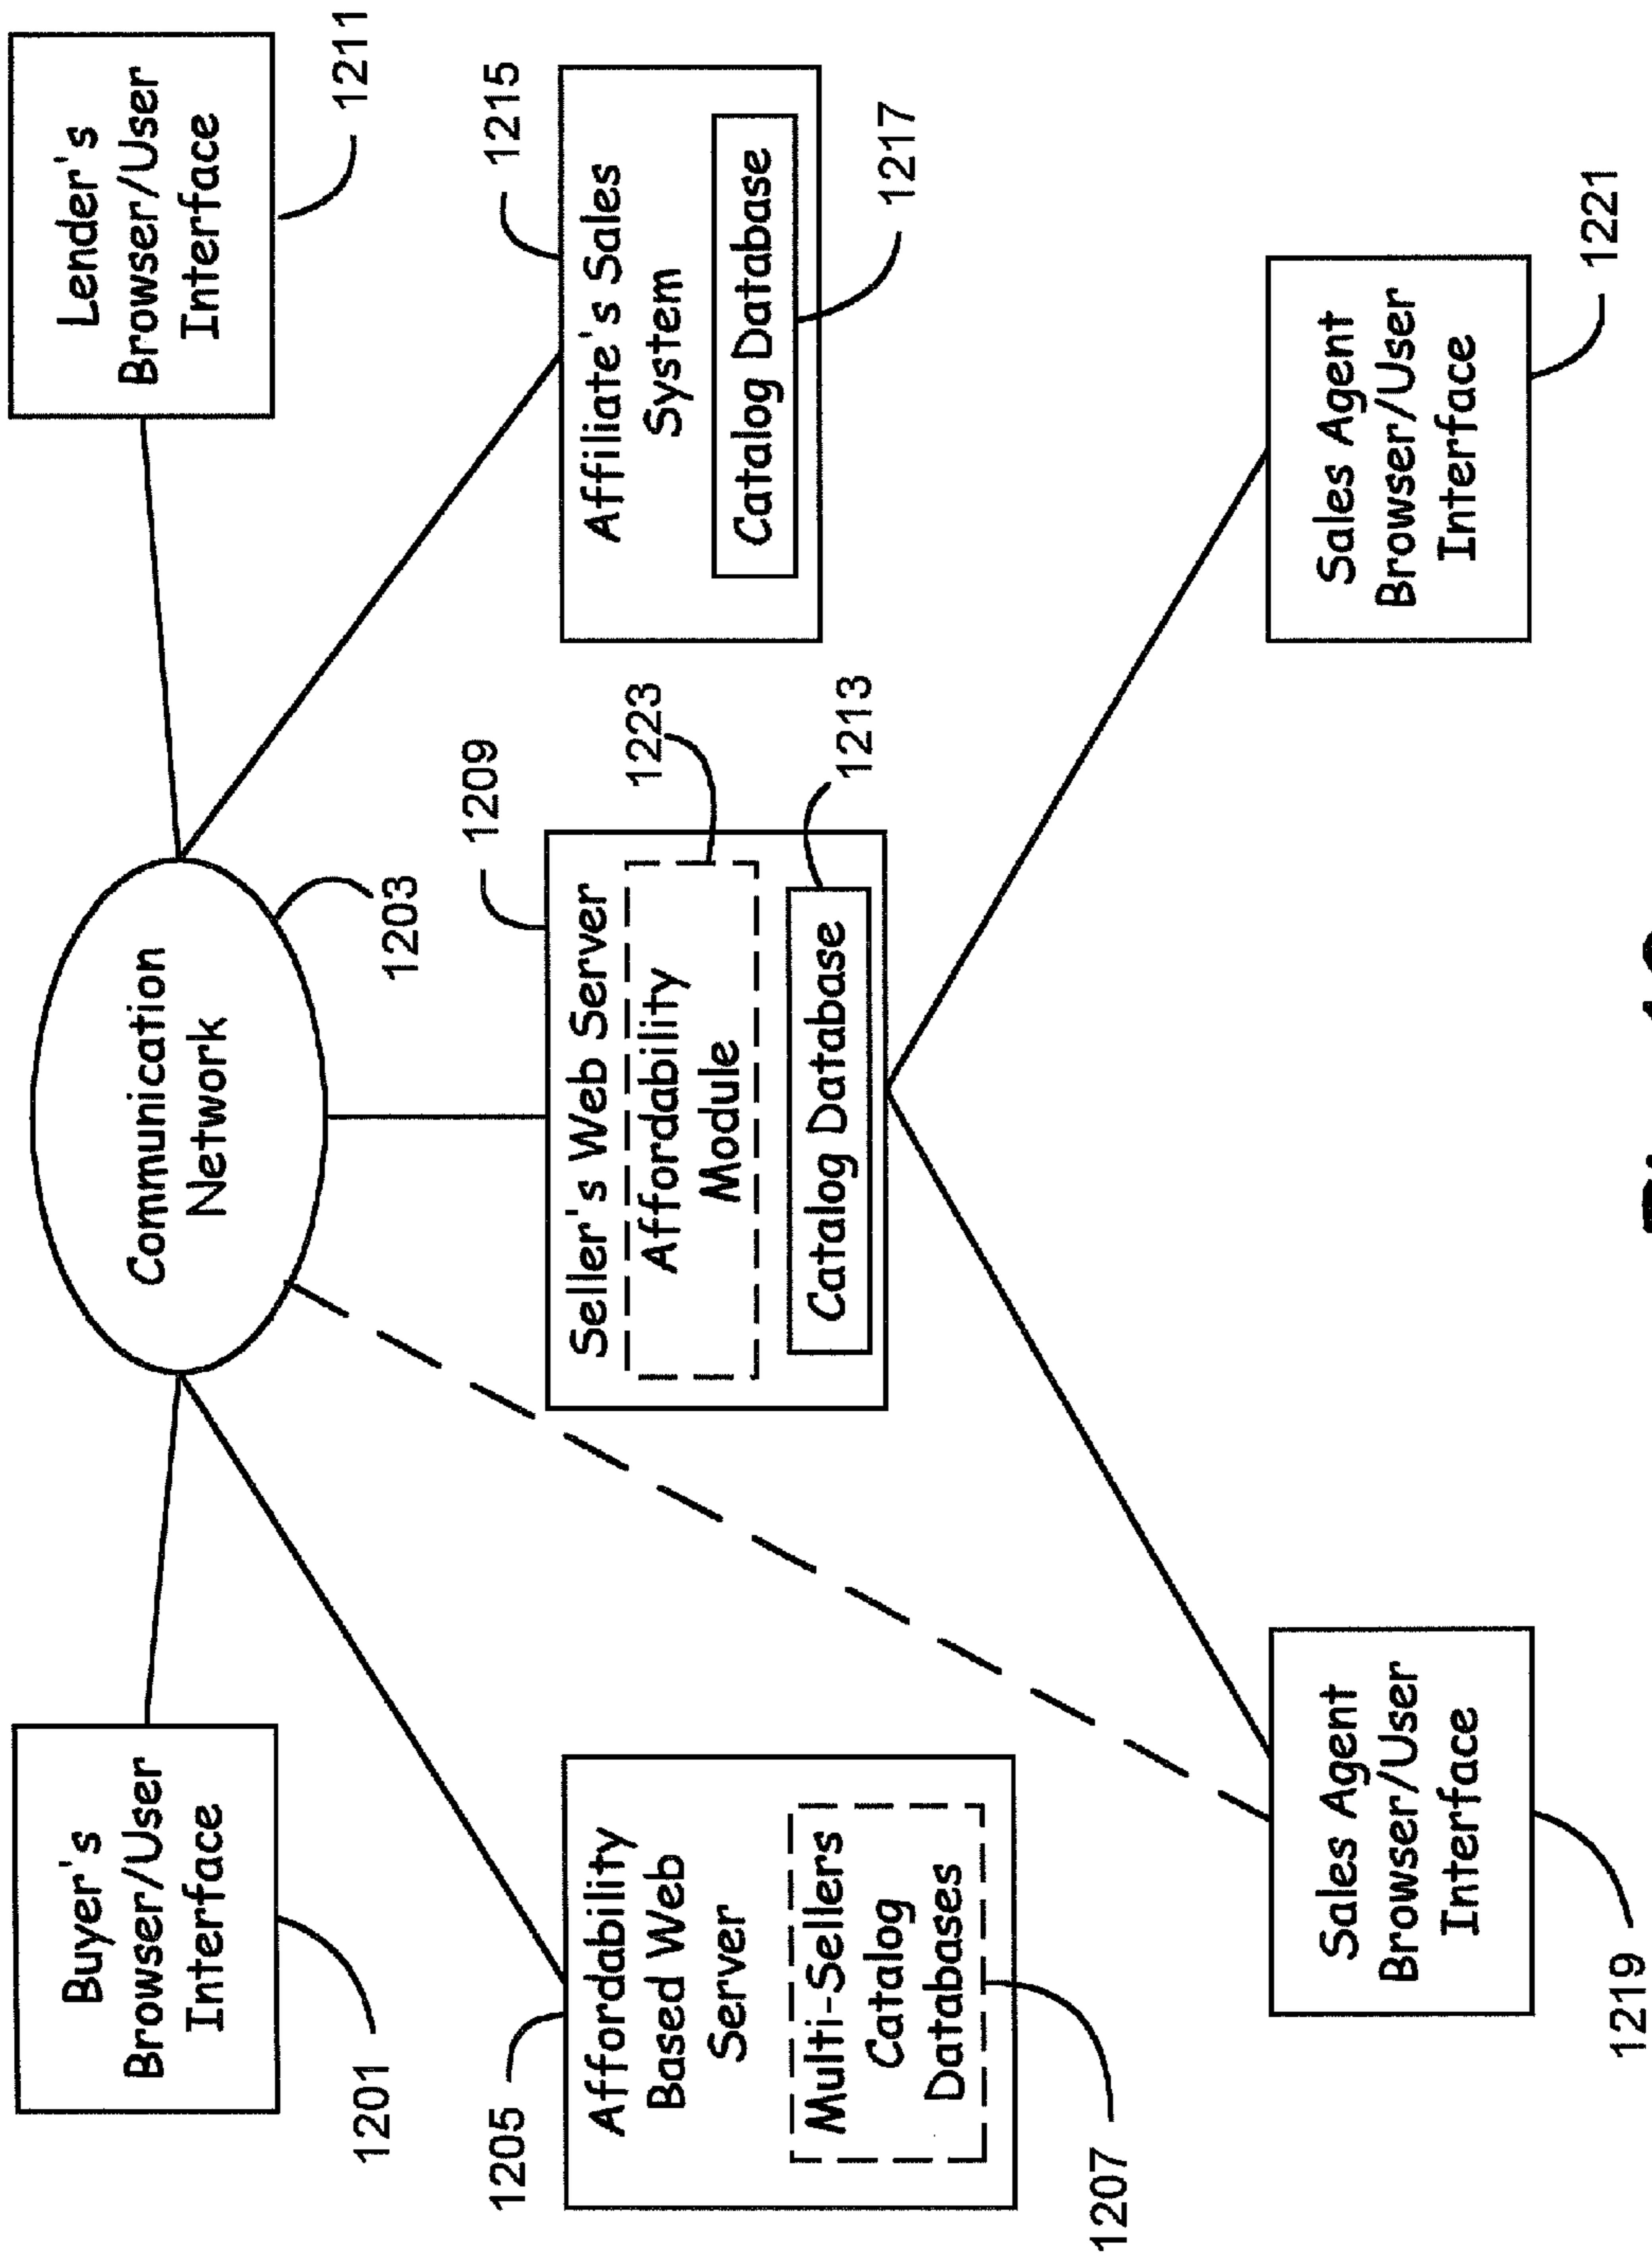 Buyer's
Browser/User
Interface
1201
Communication
Network
1203
Lender's
Browser/User
Interface
1211
1205
Affordability
Based Web
Server
Multi-Sellers
Catalog
Databases
1207
1209
Seller's Web Server
Affordability
Module
1223
Catalog Database
1213
1215
Affiliate's Sales
System
Catalog Database
1217
Sales Agent
Browser/User
Interface
1219
Sales Agent
Browser/User
Interface
1221